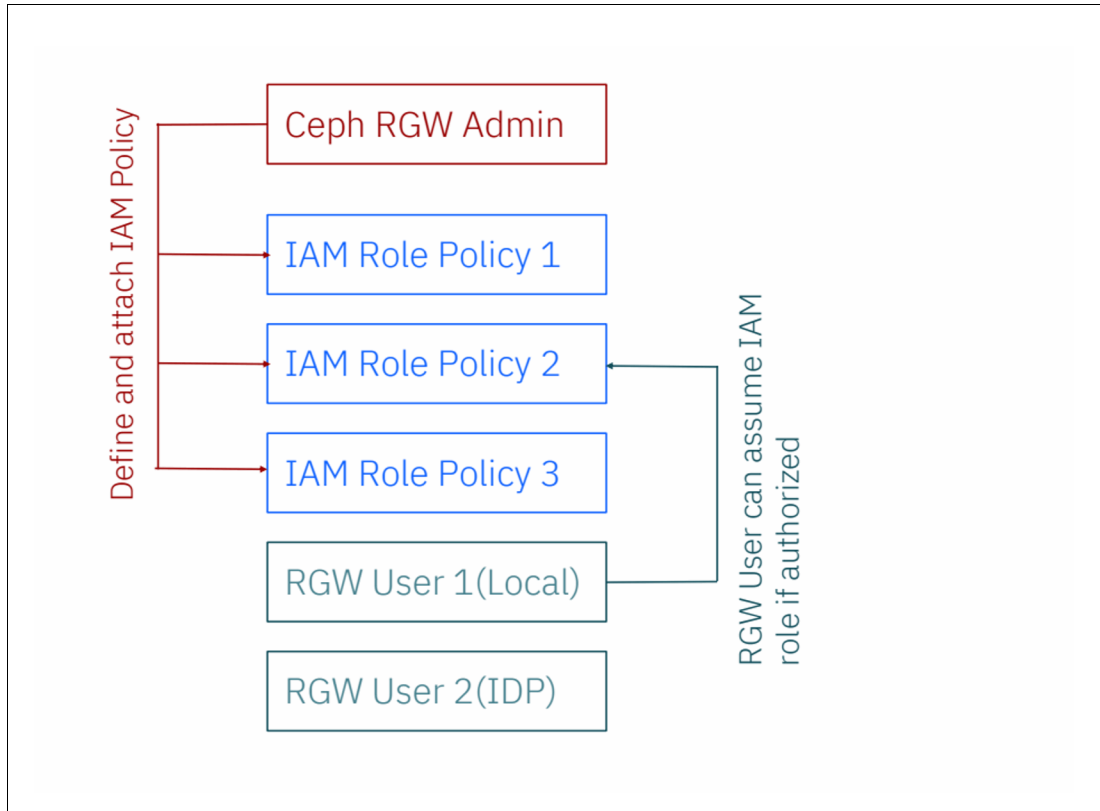 Define and attach IAM Policy
Ceph RGW Admin
IAM Role Policy 1
IAM Role Policy 2
IAM Role Policy 3
RGW User 1(Local)
RGW User 2(IDP)
RGW User can assume IAM
role if authorized